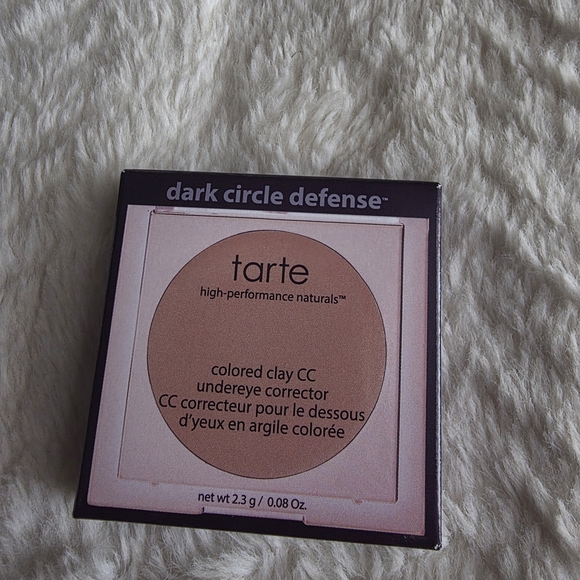 dark circle defense™
tarte
high-performance naturals™
colored clay CC
undereye corrector
CC correcteur pour le dessous
d'yeux en argile colorée
net wt 2.3 g / 0.08 Oz.